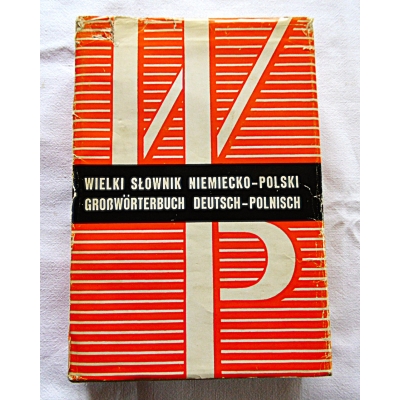 W
WIELKI SŁOWNIK NIEMIECKO-POLSKI
GROßWÖRTERBUCH DEUTSCH-POLNISCH
P